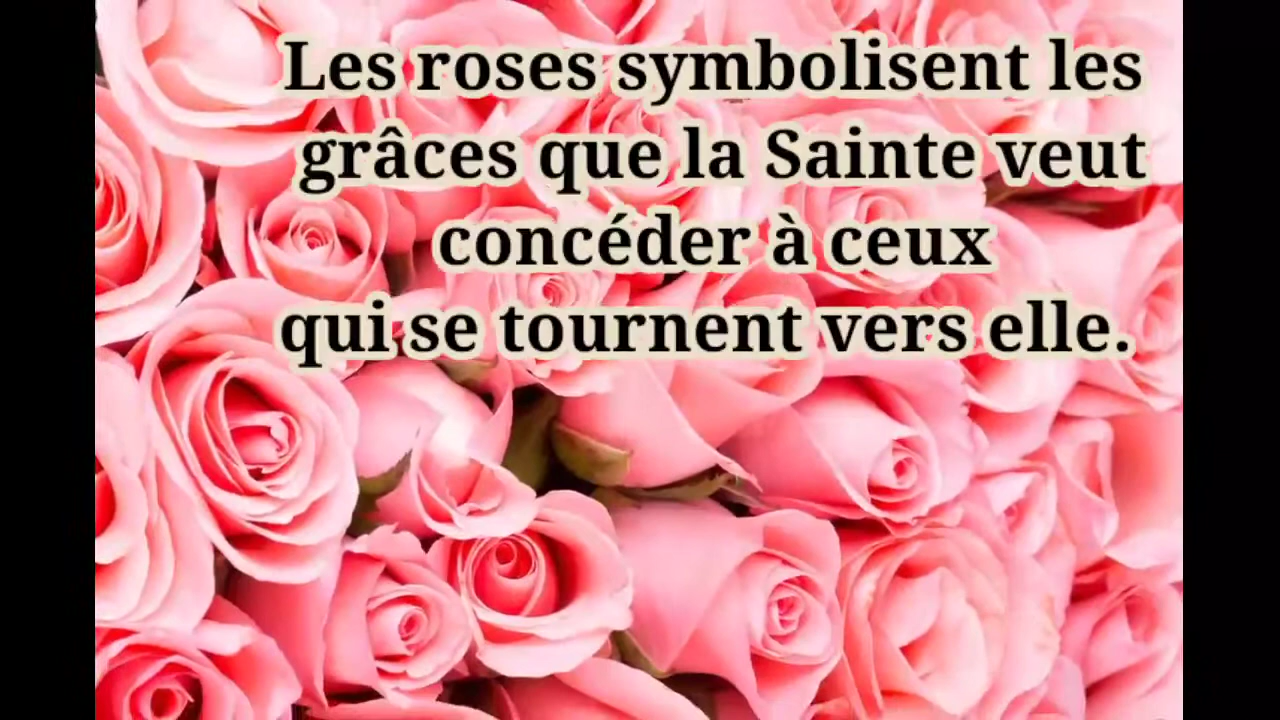 Les roses symbolisent les
grâces que la Sainte veut
concéder à ceux
qui se tournent vers elle.